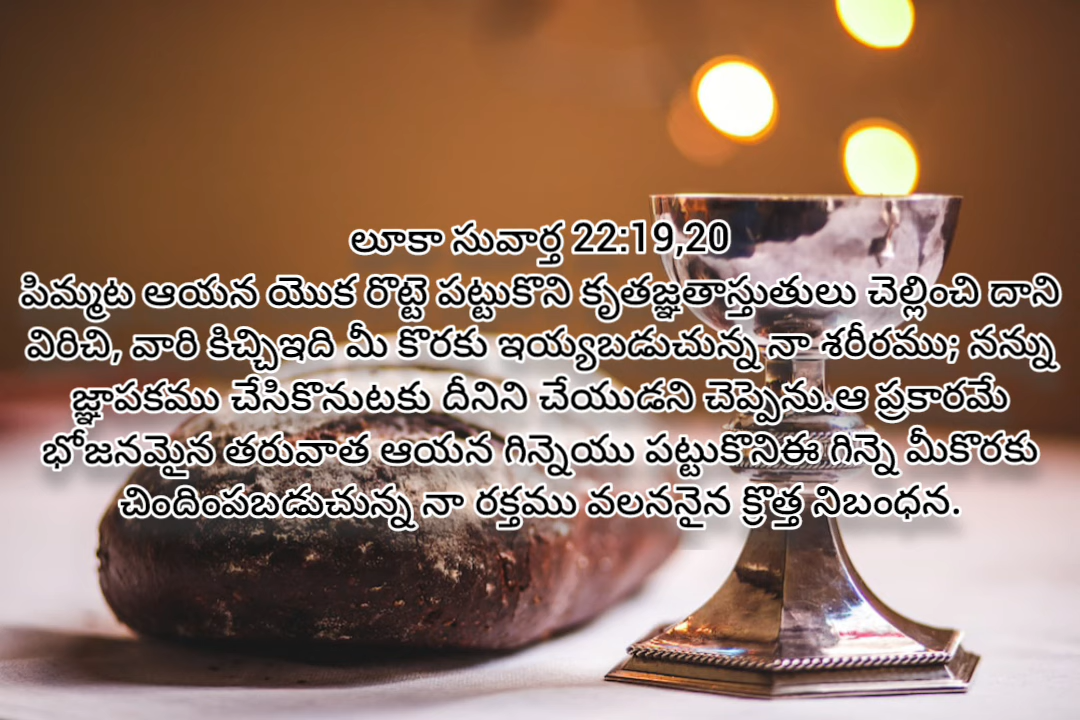 లూకా సువార్త 22:19,20
పిమ్మట ఆయన యొక రొట్టె పట్టుకొని కృతజ్ఞతాస్తుతులు చెల్లించి దాని
విరిచి, వారి కిచ్చిఇది మీ కొరకు ఇయ్యబడుచున్న నా శరీరము; నన్ను
జ్ఞాపకము చేసికొనుటకు దీనిని చేయుడని చెప్పెను.ఆ ప్రకారమే
భోజనమైన తరువాత ఆయన గిన్నెయు పట్టుకొనిఈ గిన్నె మీకొరకు
చిందింపబడుచున్న నా రక్తము వలననైన క్రొత్త నిబంధన.